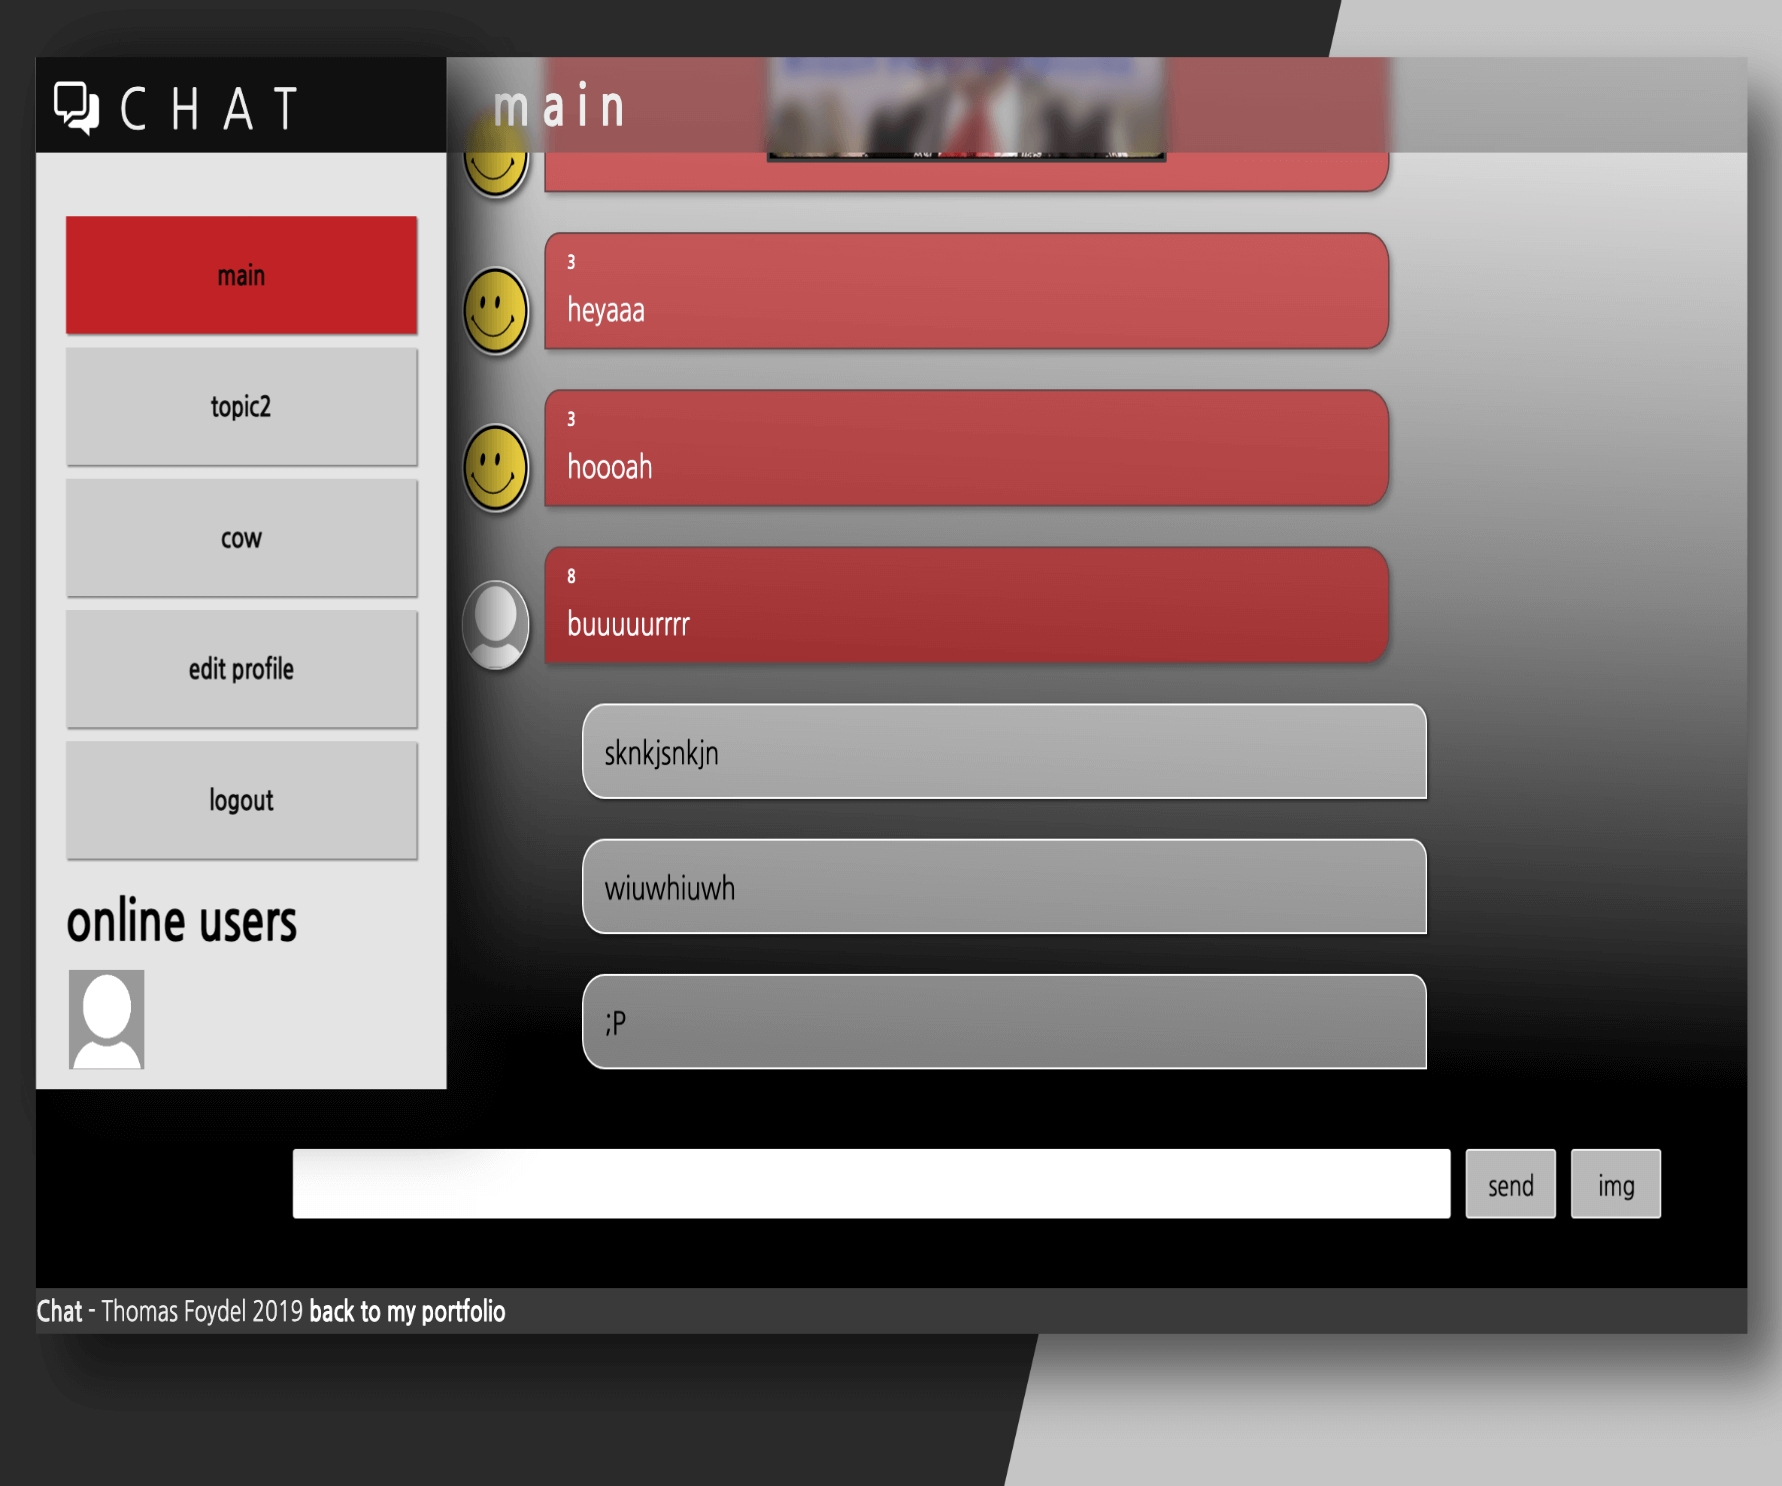 CHAT
main
main
topic2
cow
edit profile
logout
online users
3
heyaaa
3
hoooah
8
buuuuurrrr
sknkjsnkjn
wiuwhiuwh
;P
send
img
Chat - Thomas Foydel 2019 back to my portfolio